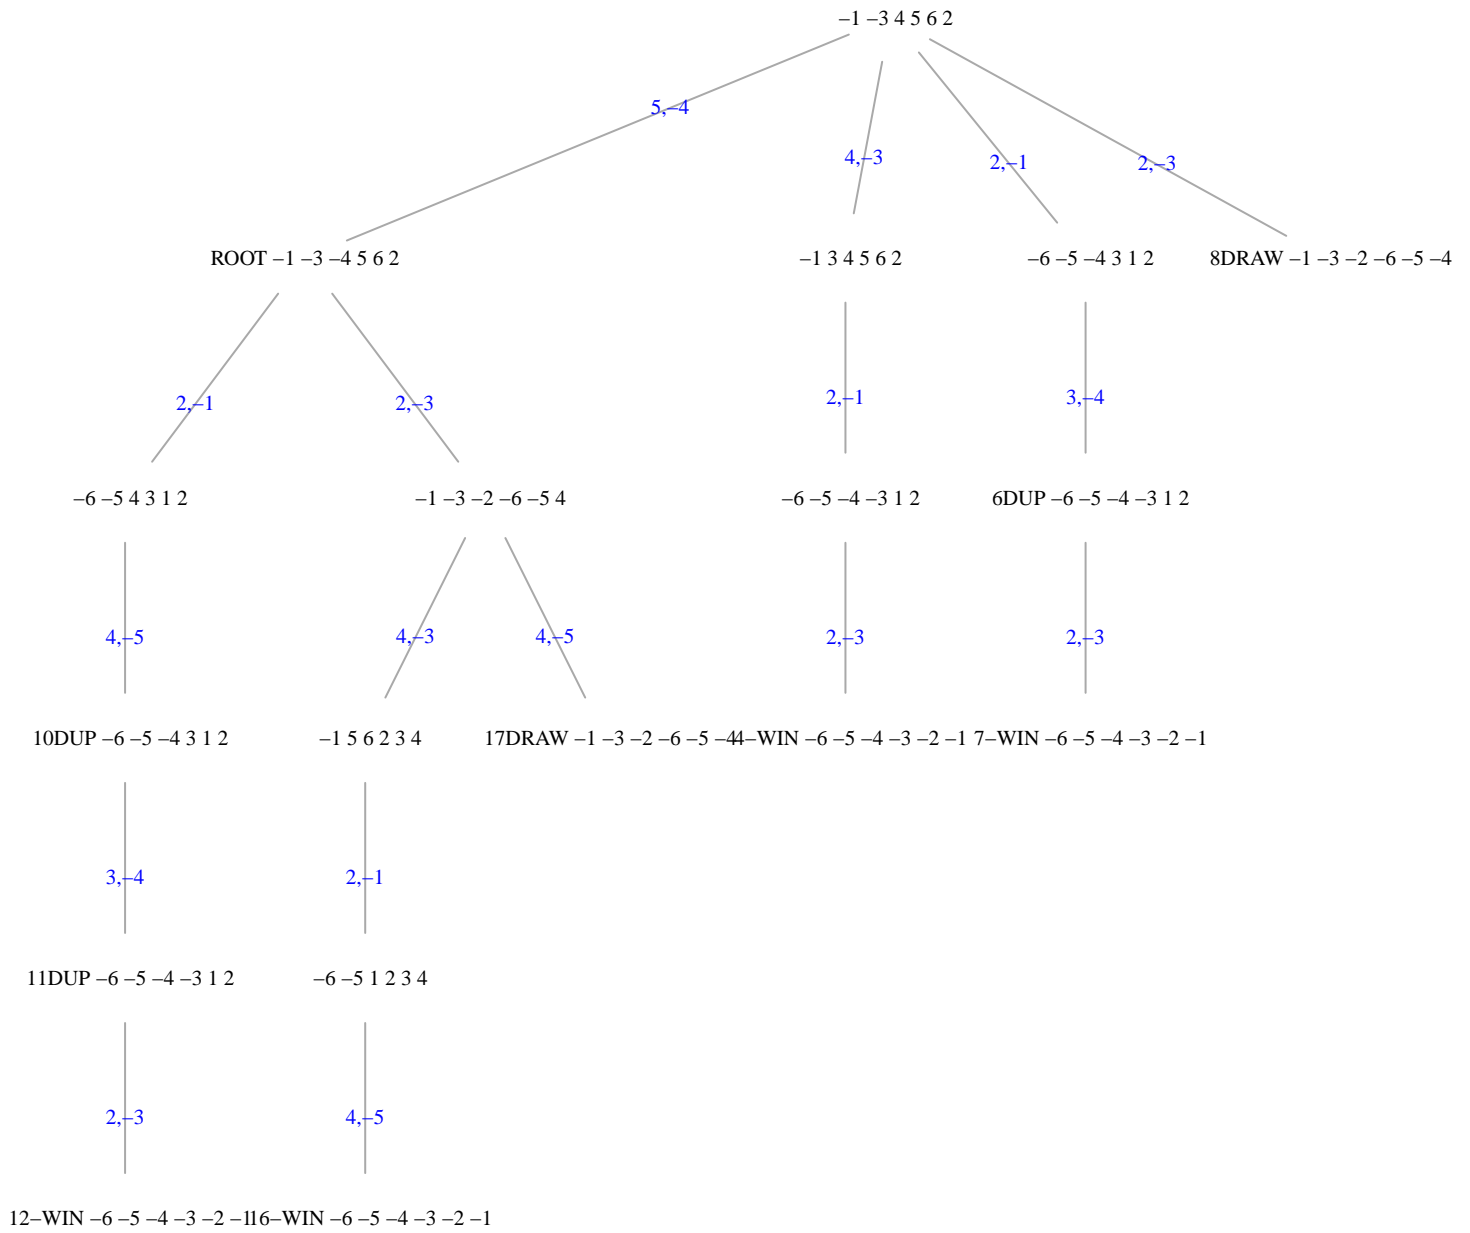 –1 –3 4 5 6 2
5,–4
4,–3
2,–1
2,–3
ROOT –1 –3 –4 5 6 2
–1 3 4 5 6 2
–6 –5 –4 3 1 2
8DRAW –1 –3 –2 –6 –5 –4
2,–1
2,–3
2,–1
3,–4
–6 –5 4 3 1 2
–1 –3 –2 –6 –5 4
–6 –5 –4 –3 1 2
6DUP –6 –5 –4 –3 1 2
4,–5
4,–3
4,–5
2,–3
2,–3
10DUP –6 –5 –4 3 1 2
–1 5 6 2 3 4
17DRAW –1 –3 –2 –6 –5 –4
4–WIN –6 –5 –4 –3 –2 –1
7–WIN –6 –5 –4 –3 –2 –1
3,–4
2,–1
11DUP –6 –5 –4 –3 1 2
–6 –5 1 2 3 4
2,–3
4,–5
12–WIN –6 –5 –4 –3 –2 –1
16–WIN –6 –5 –4 –3 –2 –1